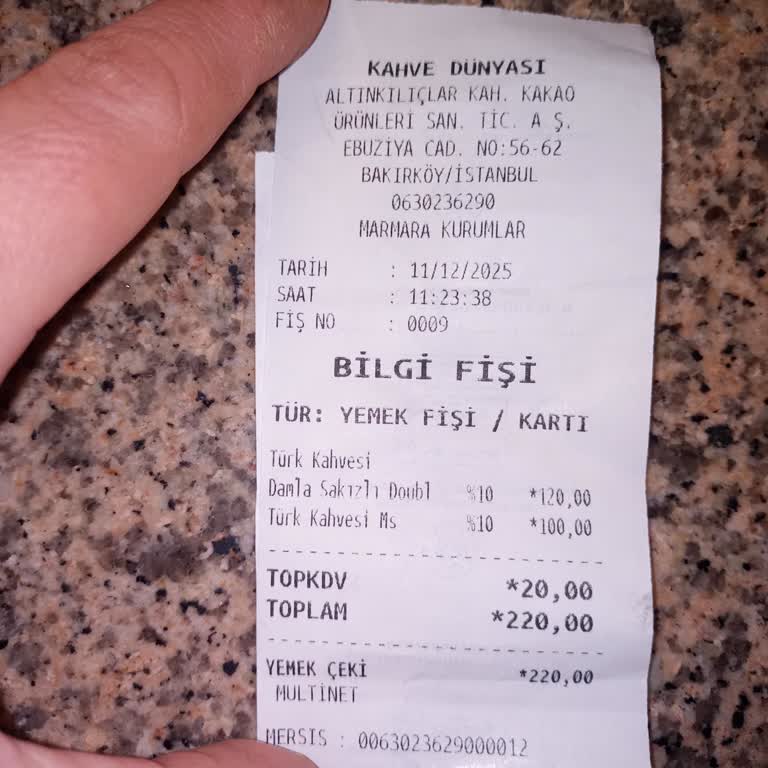 KAHVE DÜNYASI
ALTINKILIÇLAR KAH. KAKAO
ÜRÜNLERİ SAN. TİC. A Ş.
EBUZİYA CAD. NO:56-62
BAKIRKÖY/İSTANBUL
0630236290
MARMARA KURUMLAR
TARİH : 11/12/2025
SAAT : 11:23:38
FİŞ NO : 0009
BİLGİ FİŞİ
TÜR: YEMEK FİŞİ / KARTI
Türk Kahvesi
Damla Sakızlı Doubl %10 *120,00
Türk Kahvesi Ms %10 *100,00
TOPKDV *20,00
TOPLAM *220,00
YEMEK ÇEKİ *220,00
MULTİNET
MERSİS : 0063023629000012